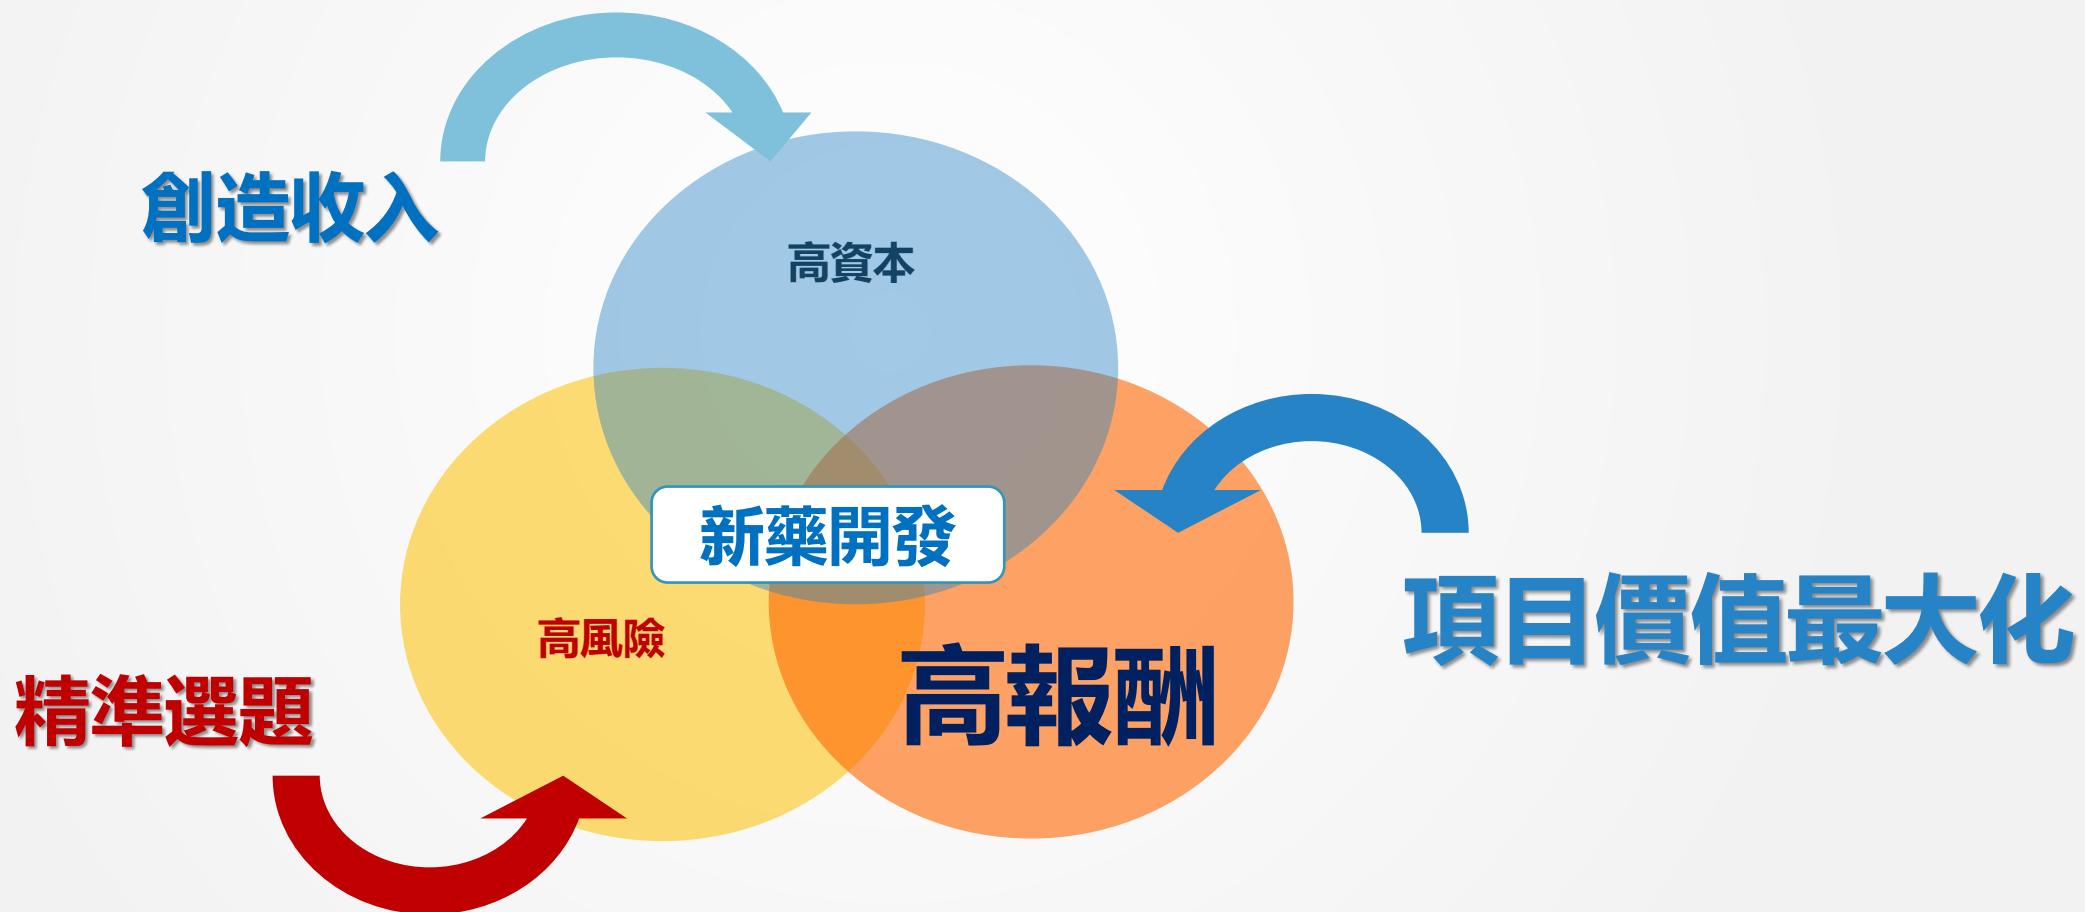 創造收入
高資本
新藥開發
高風險
高報酬
項目價值最大化
精準選題